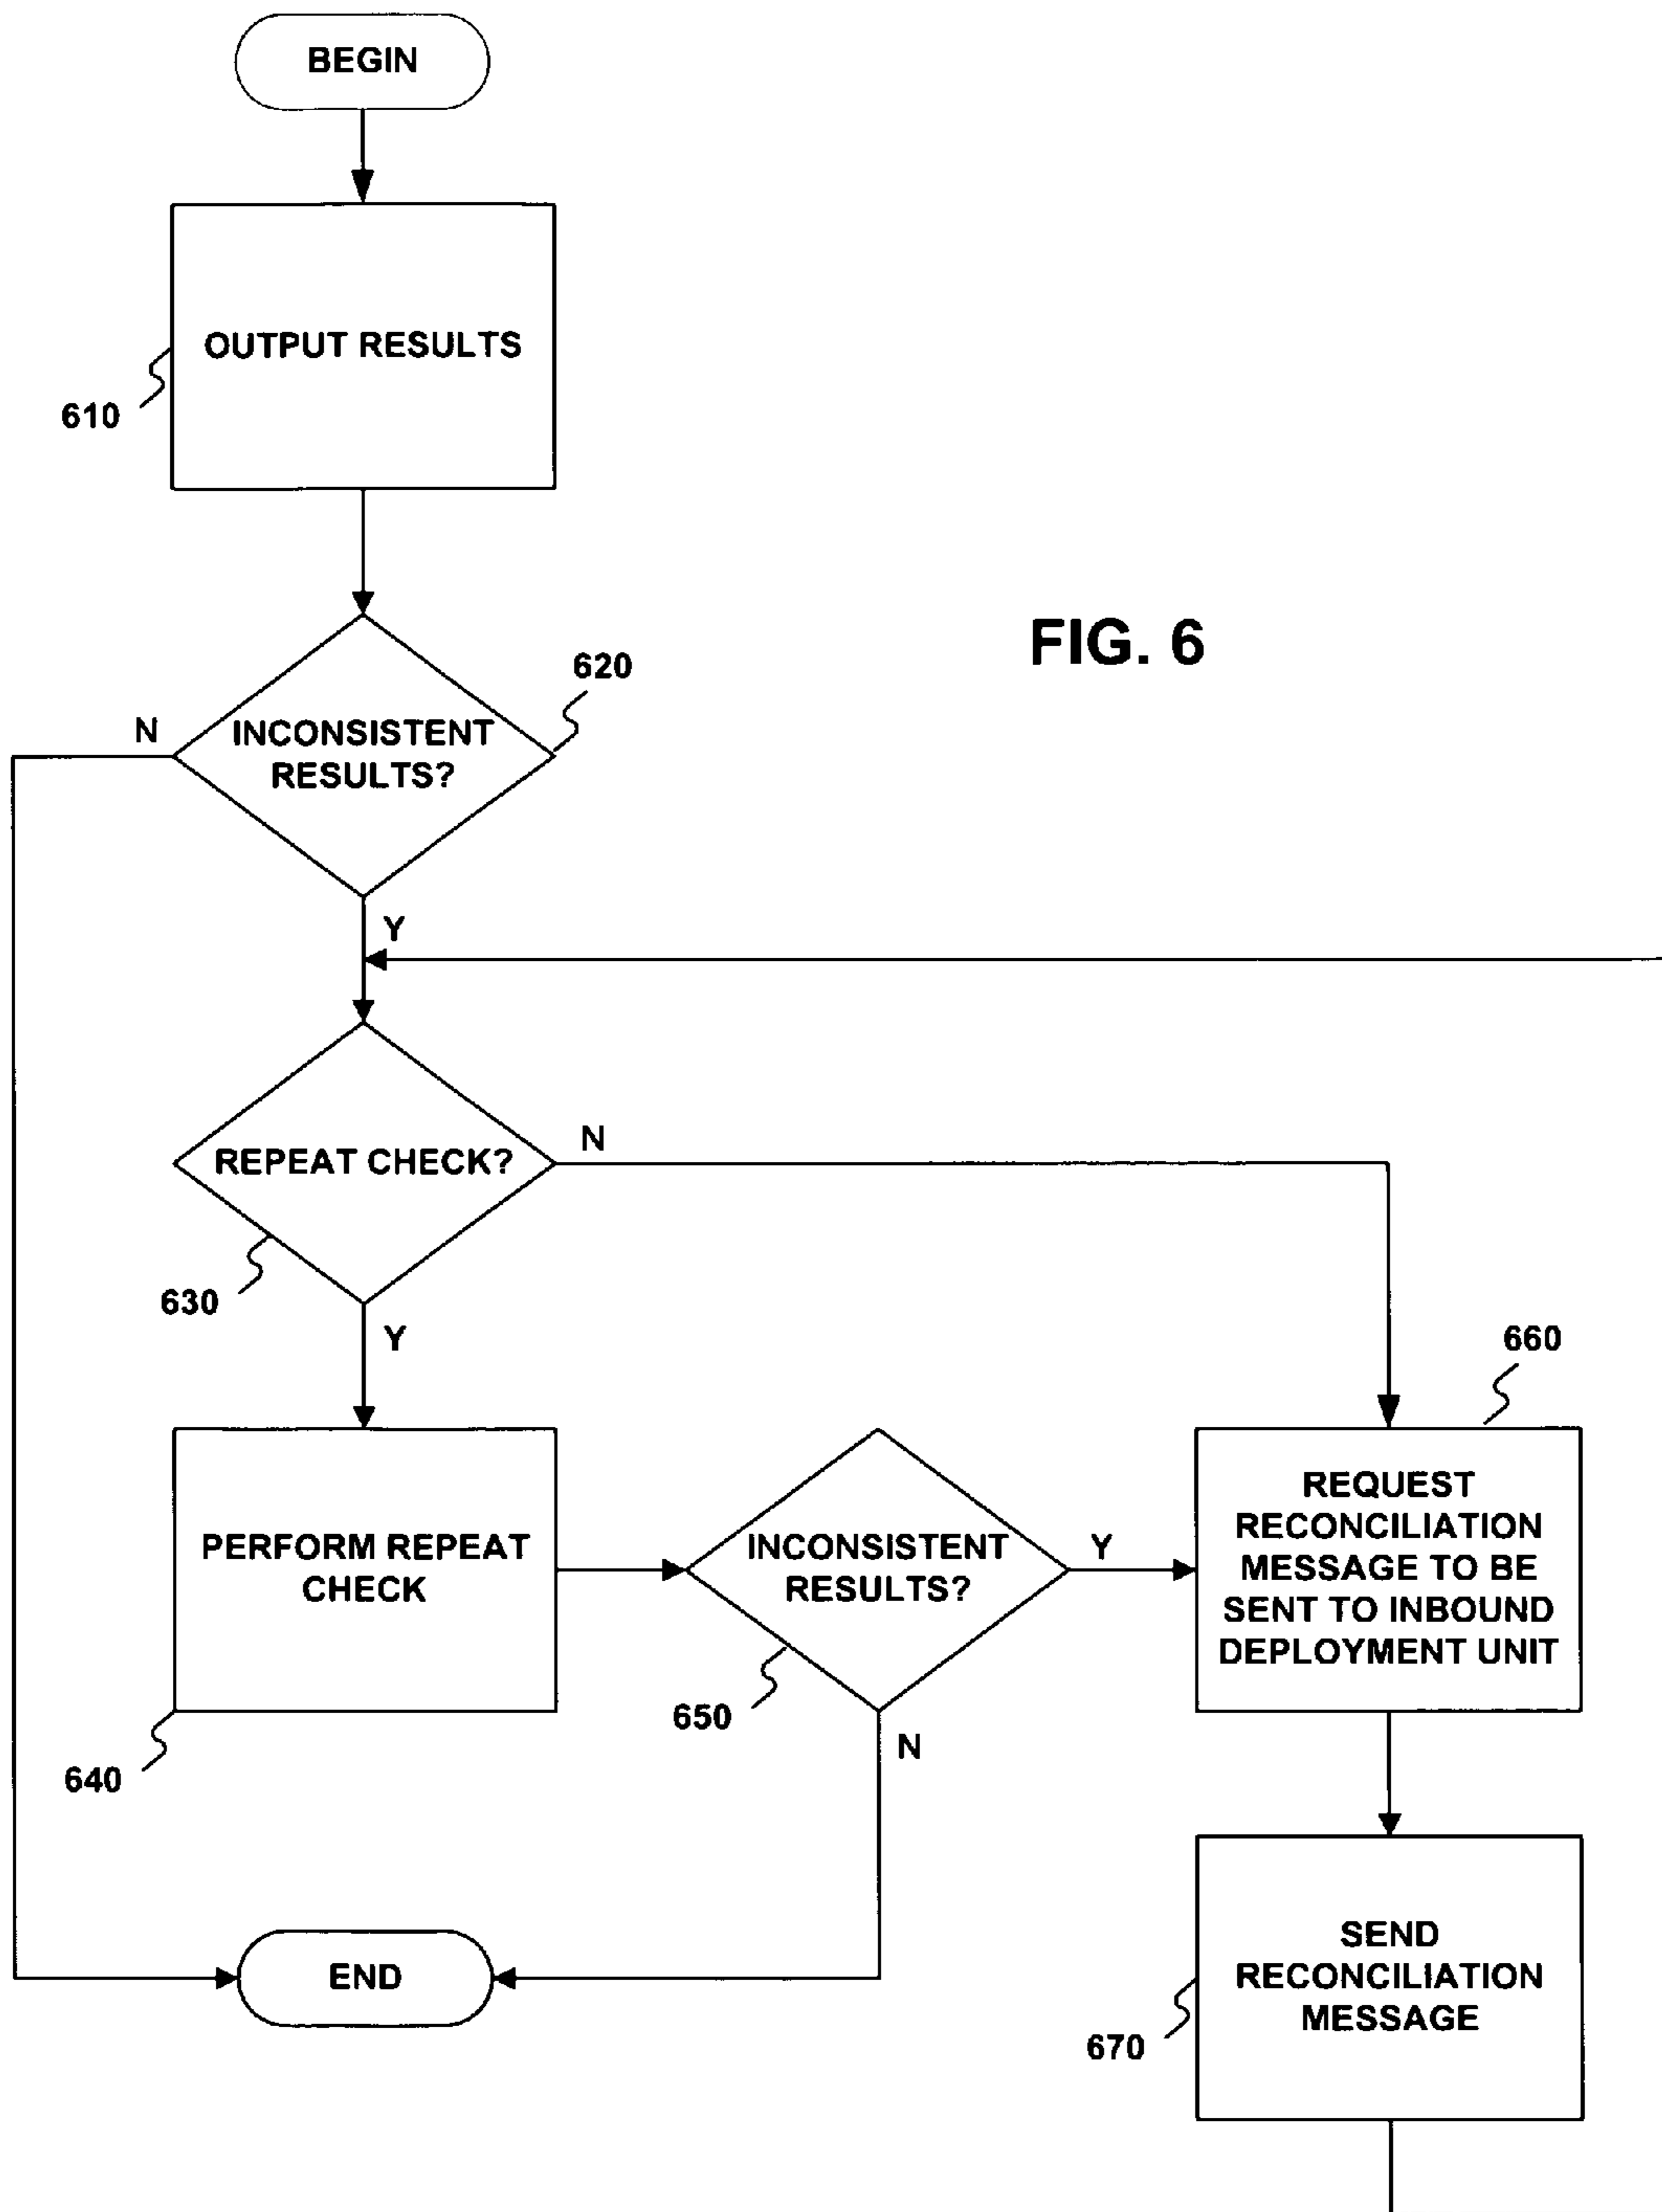 BEGIN
OUTPUT RESULTS
610
FIG. 6
620
N
INCONSISTENT
RESULTS?
Y
REPEAT CHECK?
N
630
Y
660
PERFORM REPEAT
CHECK
INCONSISTENT
RESULTS?
Y
REQUEST
RECONCILIATION
MESSAGE TO BE
SENT TO INBOUND
DEPLOYMENT UNIT
650
N
640
END
SEND
RECONCILIATION
MESSAGE
670